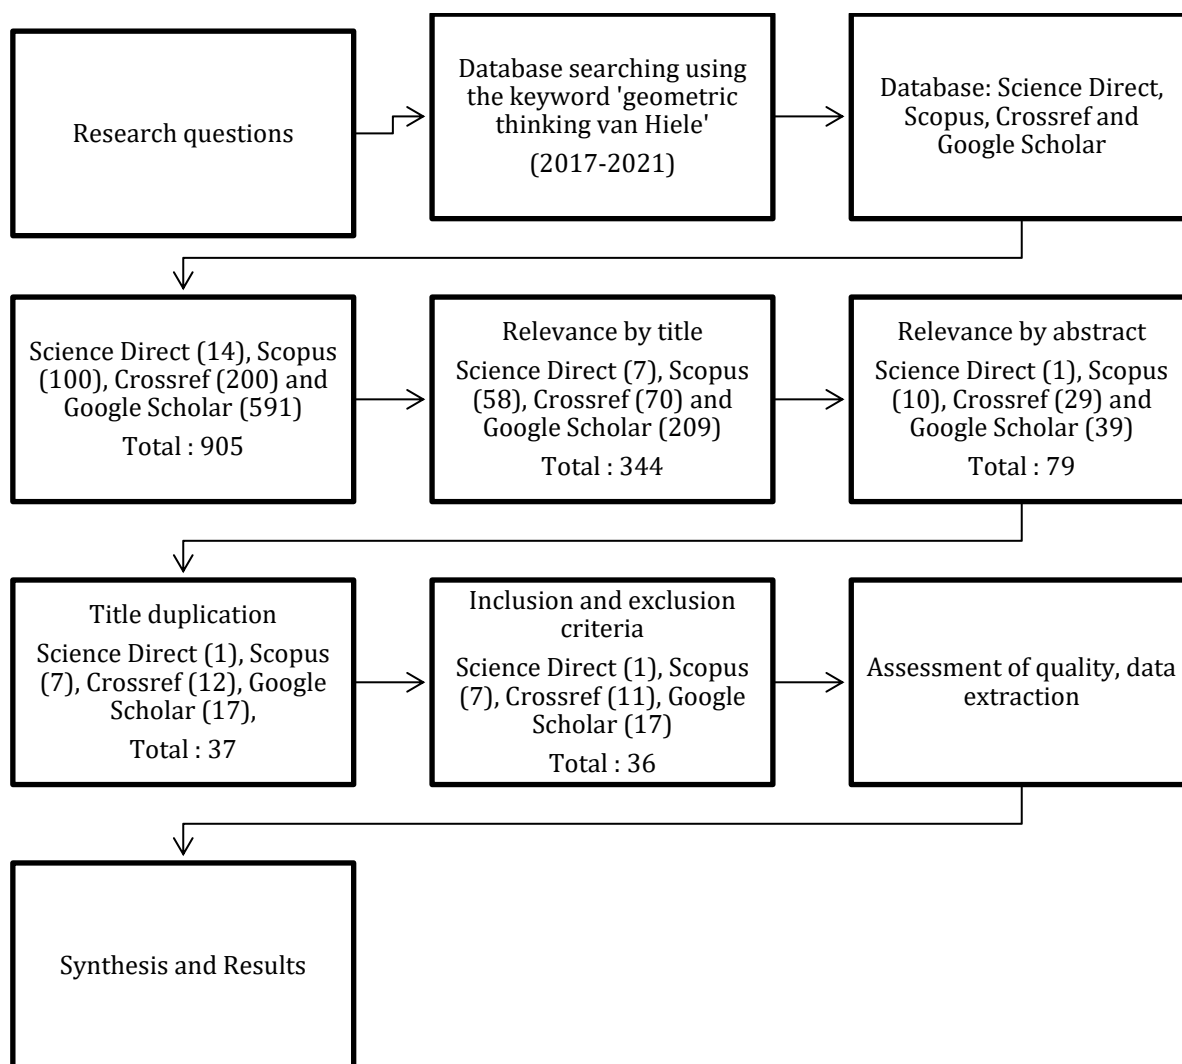 Research questions
Database searching using
the keyword 'geometric
thinking van Hiele'
(2017-2021)
Database: Science Direct,
Scopus, Crossref and
Google Scholar
Science Direct (14), Scopus
(100), Crossref (200) and
Google Scholar (591)
Total : 905
Relevance by title
Science Direct (7), Scopus
(58), Crossref (70) and
Google Scholar (209)
Total : 344
Relevance by abstract
Science Direct (1), Scopus
(10), Crossref (29) and
Google Scholar (39)
Total : 79
Title duplication
Science Direct (1), Scopus
(7), Crossref (12), Google
Scholar (17),
Total : 37
Inclusion and exclusion
criteria
Science Direct (1), Scopus
(7), Crossref (11), Google
Scholar (17)
Total : 36
Assessment of quality, data
extraction
Synthesis and Results